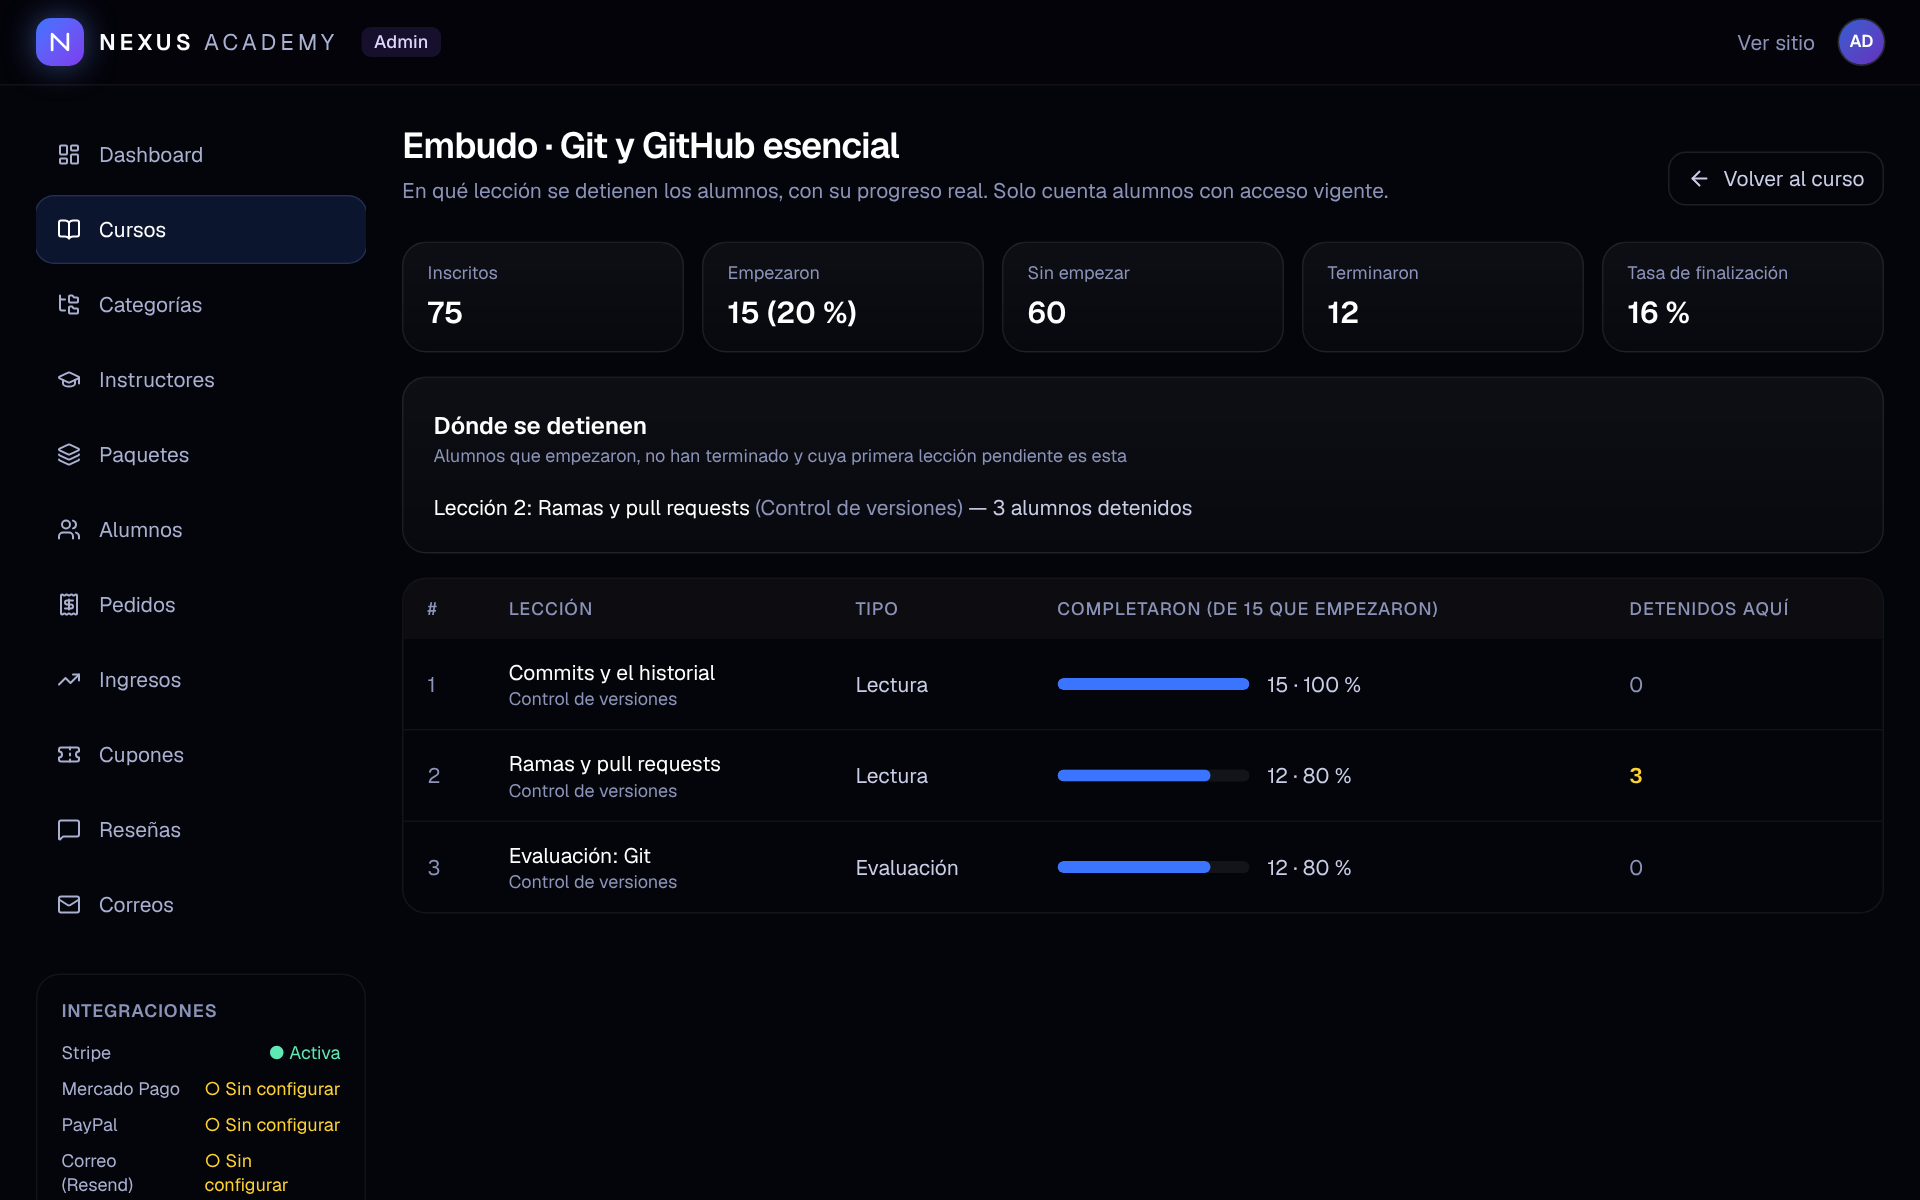 N NEXUS ACADEMY Admin
Ver sitio AD
Dashboard
Cursos
Categorías
Instructores
Paquetes
Alumnos
Pedidos
Ingresos
Cupones
Reseñas
Correos
INTEGRACIONES
Stripe Activa
Mercado Pago Sin configurar
PayPal Sin configurar
Correo (Resend) Sin configurar
Embudo · Git y GitHub esencial
En qué lección se detienen los alumnos, con su progreso real. Solo cuenta alumnos con acceso vigente.
← Volver al curso
Inscritos
75
Empezaron
15 (20 %)
Sin empezar
60
Terminaron
12
Tasa de finalización
16 %
Dónde se detienen
Alumnos que empezaron, no han terminado y cuya primera lección pendiente es esta
Lección 2: Ramas y pull requests (Control de versiones) — 3 alumnos detenidos
# LECCIÓN TIPO COMPLETARON (DE 15 QUE EMPEZARON) DETENIDOS AQUÍ
1 Commits y el historial Lectura 15 · 100 % 0
Control de versiones
2 Ramas y pull requests Lectura 12 · 80 % 3
Control de versiones
3 Evaluación: Git Evaluación 12 · 80 % 0
Control de versiones